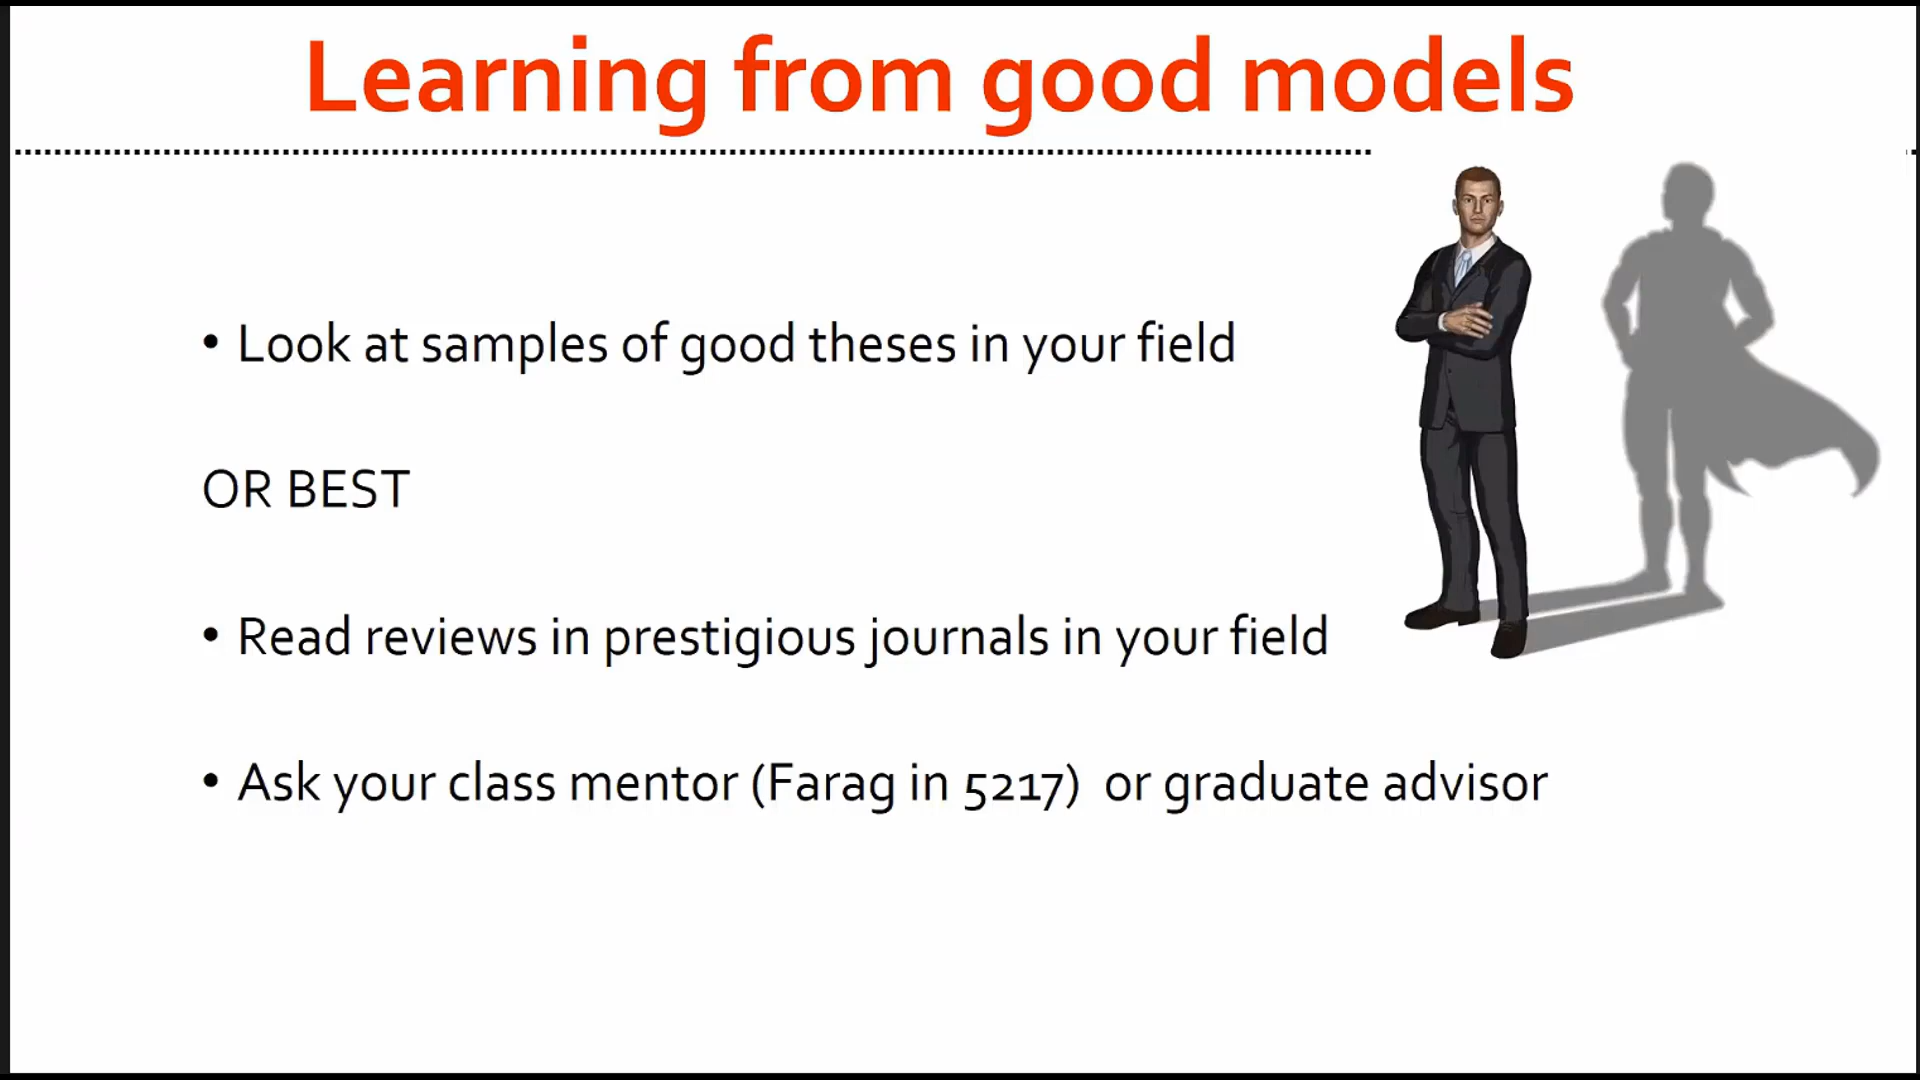 Learning from good models
• Look at samples of good theses in your field
OR BEST
• Read reviews in prestigious journals in your field
• Ask your class mentor (Farag in 5217)  or graduate advisor